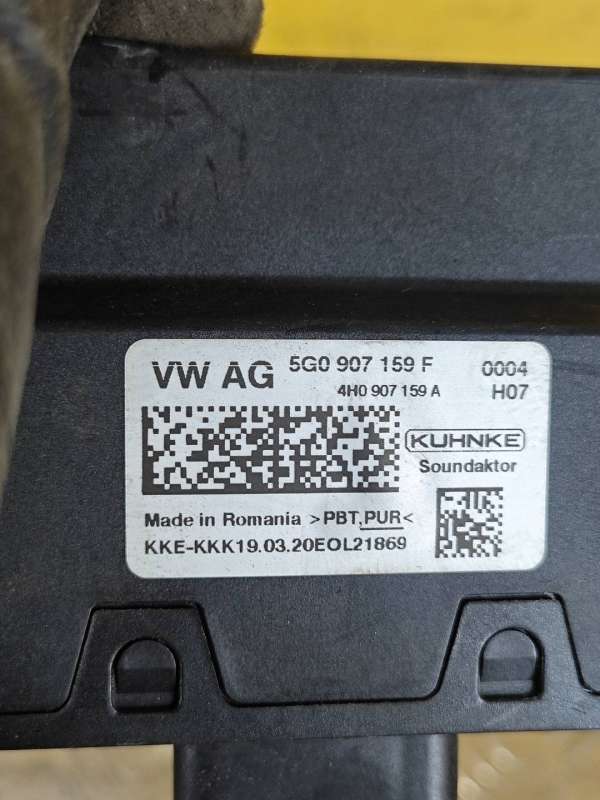 VW AG 5G0 907 159 F 0004
4H0 907 159 A H07
KUHNKE
Soundaktor
Made in Romania >PBT,PUR<
KKE-KKK19.03.20EOL21869